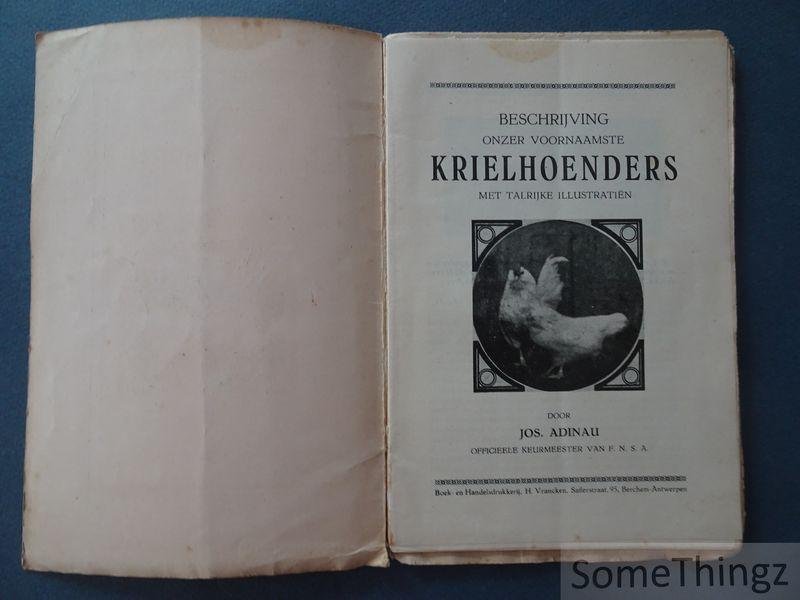 BESCHRIJVING
ONZER VOORNAAMSTE
KRIELHOENDERS
MET TALRIJKE ILLUSTRATIËN
DOOR
JOS. ADINAU
OFFICIEELE KEURMEESTER VAN F. N. S. A.
Boek- en Handelsdrukkerij, H. Vrancken, Saflerstraat, 95, Berchem-Antwerpen
SomeThingz